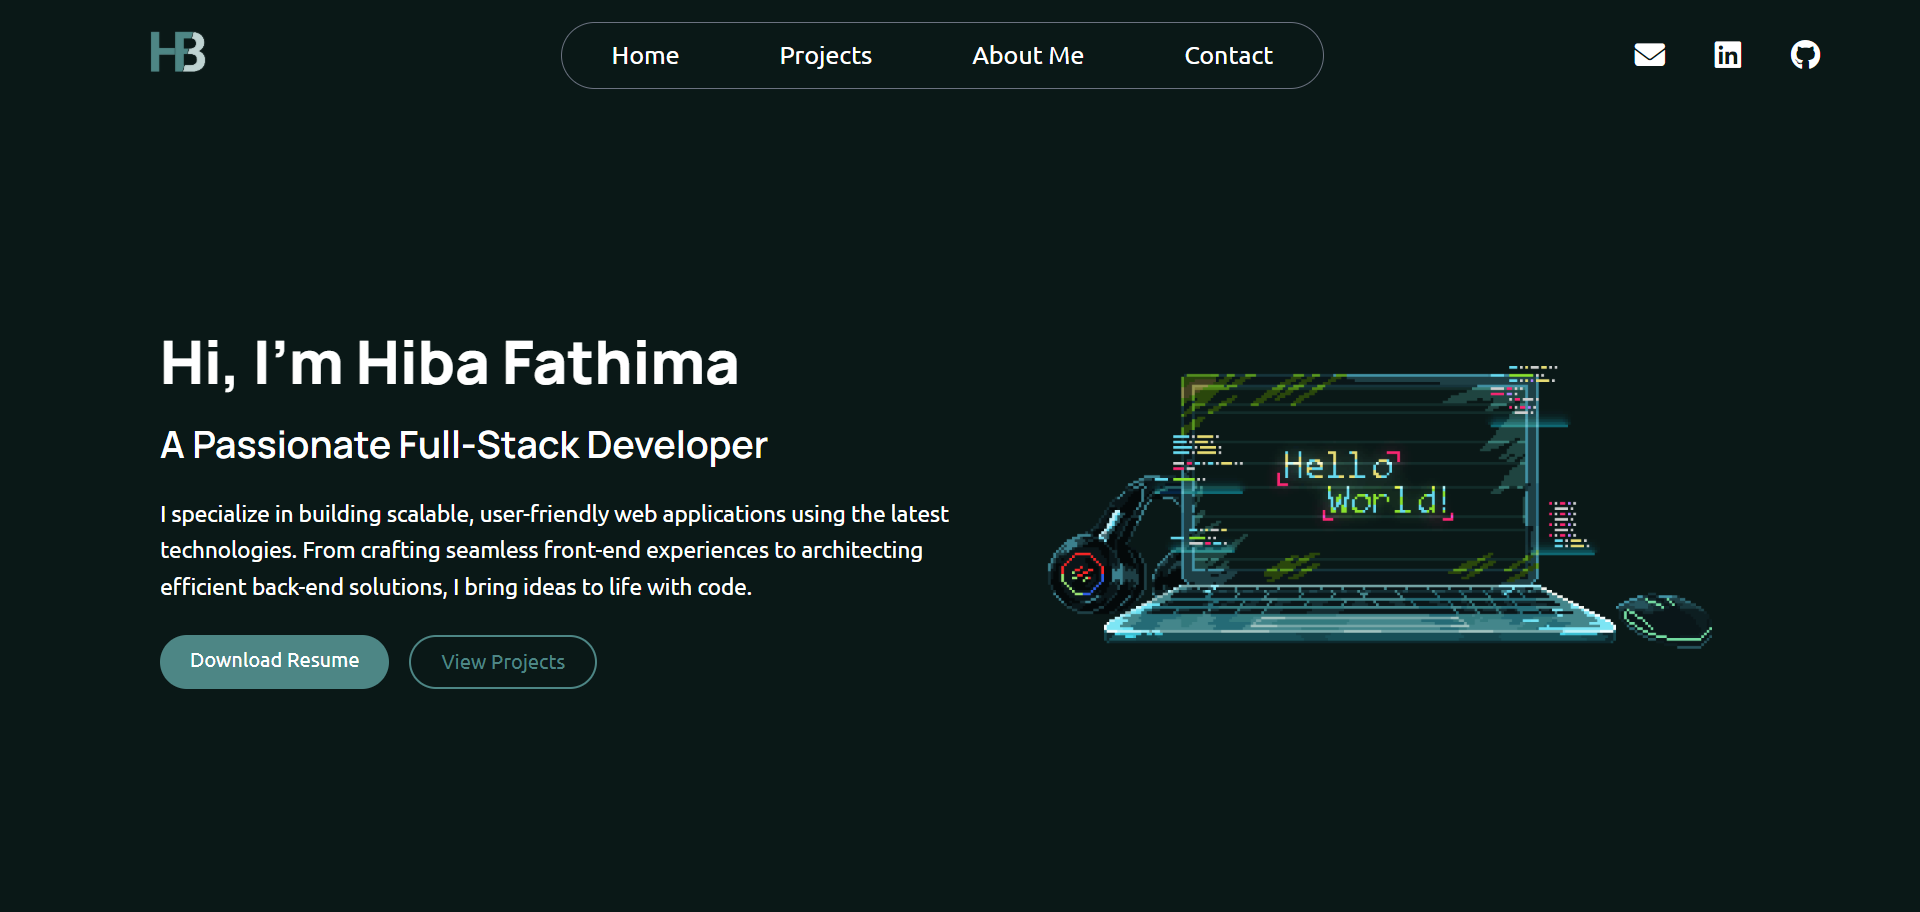 HB
Home Projects About Me Contact
Hi, I’m Hiba Fathima
A Passionate Full-Stack Developer
I specialize in building scalable, user-friendly web applications using the latest
technologies. From crafting seamless front-end experiences to architecting
efficient back-end solutions, I bring ideas to life with code.
Download Resume View Projects
Hello
World!